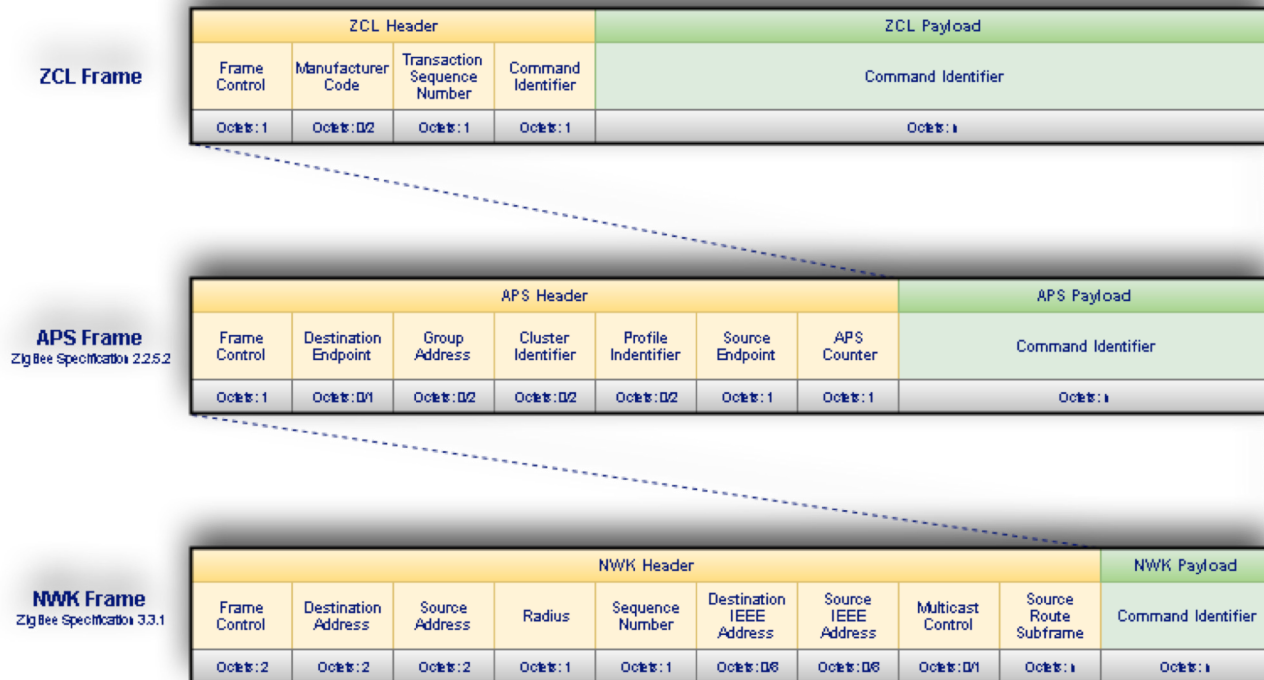 ZCL Header
ZCL Payload
ZCL Frame
Frame
Control
Manufacturer
Code
Transaction
Sequence
Number
Command
Identifier
Command Identifier
Octets: 1
Octets: 0/2
Octets: 1
Octets: 1
Octets: n
APS Header
APS Payload
APS Frame
ZigBee Specification 2.2.5.2
Frame
Control
Destination
Endpoint
Group
Address
Cluster
Identifier
Profile
Indentifier
Source
Endpoint
APS
Counter
Command Identifier
Octets: 1
Octets: 0/1
Octets: 0/2
Octets: 0/2
Octets: 0/2
Octets: 1
Octets: 1
Octets: n
NWK Header
NWK Payload
NWK Frame
ZigBee Specification 3.3.1
Frame
Control
Destination
Address
Source
Address
Radius
Sequence
Number
Destination
IEEE
Address
Source
IEEE
Address
Multicast
Control
Source
Route
Subframe
Command Identifier
Octets: 2
Octets: 2
Octets: 2
Octets: 1
Octets: 1
Octets:
Octets:
Octets: 0/1
Octets: n
Octets: n